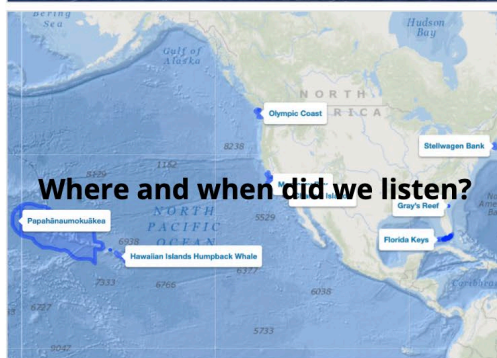 Bering
Sea
Hudson
Bay
Gulf of
Alaska
NORTH
Olympic Coast
8238
Stellwagen Bank
1182
Where and when did we listen?
Papahānaumokuākea
NORTH
PACIFIC
OCEAN
5529
Gray's Reef
Florida Keys
6938
Hawaiian Islands Humpback Whale
7333
6766
6038
6727
5733
9047